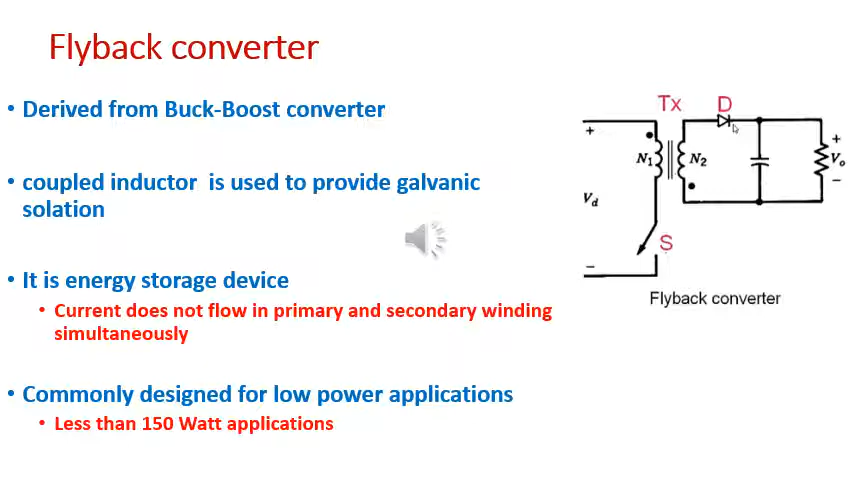 Flyback converter
• Derived from Buck-Boost converter
• coupled inductor is used to provide galvanic
solation
• It is energy storage device
• Current does not flow in primary and secondary winding
simultaneously
• Commonly designed for low power applications
• Less than 150 Watt applications
Tx D
+
+
N1 N2
Vo
−
Vd
S
−
Flyback converter